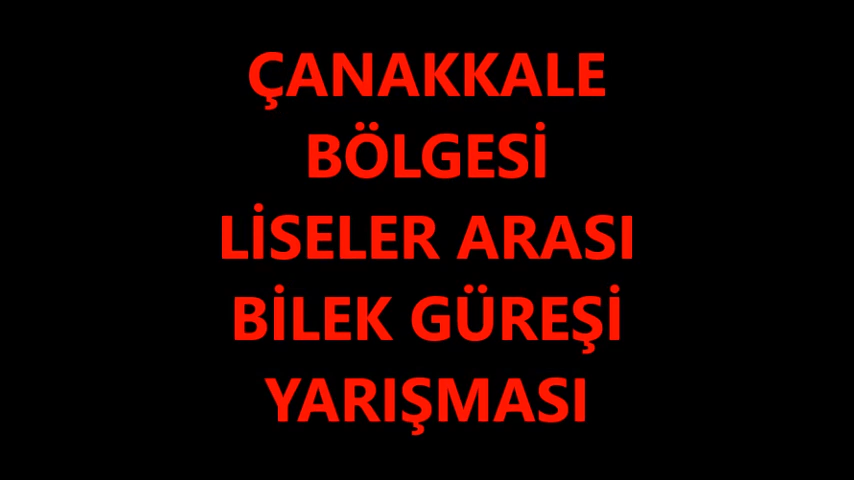 ÇANAKKALE
BÖLGESİ
LİSELER ARASI
BİLEK GÜREŞİ
YARIŞMASI